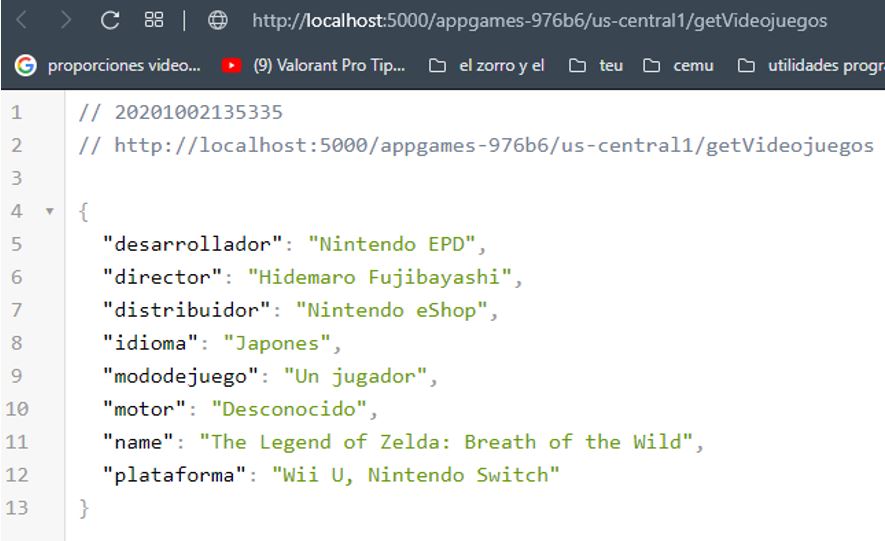 http://localhost:5000/appgames-976b6/us-central1/getVideojuegos
proporciones video... (9) Valorant Pro Tip... el zorro y el teu cemu utilidades progra
1 // 20201002135335
2 // http://localhost:5000/appgames-976b6/us-central1/getVideojuegos
3
4 {
5 "desarrollador": "Nintendo EPD",
6 "director": "Hidemaro Fujibayashi",
7 "distribuidor": "Nintendo eShop",
8 "idioma": "Japones",
9 "mododejuego": "Un jugador",
10 "motor": "Desconocido",
11 "name": "The Legend of Zelda: Breath of the Wild",
12 "plataforma": "Wii U, Nintendo Switch"
13 }